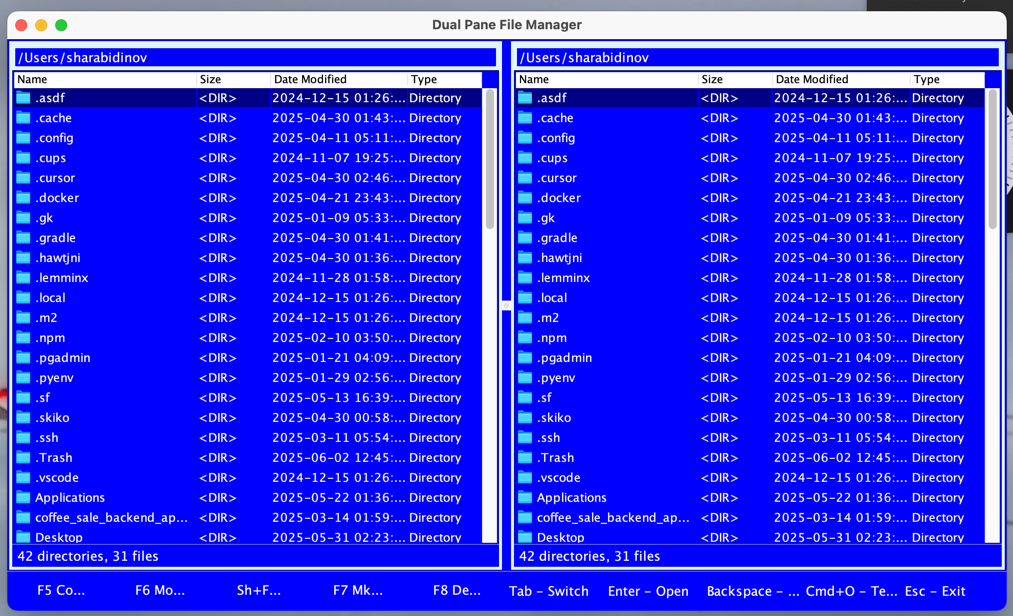 Dual Pane File Manager
/Users/sharabidinov
Name Size Date Modified Type
.asdf <DIR> 2024-12-15 01:26:... Directory
.cache <DIR> 2025-04-30 01:43:... Directory
.config <DIR> 2025-04-11 05:11:... Directory
.cups <DIR> 2024-11-07 19:25:... Directory
.cursor <DIR> 2025-04-30 02:46:... Directory
.docker <DIR> 2025-04-21 23:43:... Directory
.gk <DIR> 2025-01-09 05:33:... Directory
.gradle <DIR> 2025-04-30 01:41:... Directory
.hawtjni <DIR> 2025-04-30 01:36:... Directory
.lemminx <DIR> 2024-11-28 01:58:... Directory
.local <DIR> 2024-12-15 01:26:... Directory
.m2 <DIR> 2024-12-15 01:26:... Directory
.npm <DIR> 2025-02-10 03:50:... Directory
.pgadmin <DIR> 2025-01-21 04:09:... Directory
.pyenv <DIR> 2025-01-29 02:56:... Directory
.sf <DIR> 2025-05-13 16:39:... Directory
.skiko <DIR> 2025-04-30 00:58:... Directory
.ssh <DIR> 2025-03-11 05:54:... Directory
.Trash <DIR> 2025-06-02 12:45:... Directory
.vscode <DIR> 2024-12-15 01:26:... Directory
Applications <DIR> 2025-05-22 01:36:... Directory
coffee_sale_backend_ap... <DIR> 2025-03-14 01:59:... Directory
Desktop <DIR> 2025-05-31 02:23:... Directory
42 directories, 31 files
/Users/sharabidinov
Name Size Date Modified Type
.asdf <DIR> 2024-12-15 01:26:... Directory
.cache <DIR> 2025-04-30 01:43:... Directory
.config <DIR> 2025-04-11 05:11:... Directory
.cups <DIR> 2024-11-07 19:25:... Directory
.cursor <DIR> 2025-04-30 02:46:... Directory
.docker <DIR> 2025-04-21 23:43:... Directory
.gk <DIR> 2025-01-09 05:33:... Directory
.gradle <DIR> 2025-04-30 01:41:... Directory
.hawtjni <DIR> 2025-04-30 01:36:... Directory
.lemminx <DIR> 2024-11-28 01:58:... Directory
.local <DIR> 2024-12-15 01:26:... Directory
.m2 <DIR> 2024-12-15 01:26:... Directory
.npm <DIR> 2025-02-10 03:50:... Directory
.pgadmin <DIR> 2025-01-21 04:09:... Directory
.pyenv <DIR> 2025-01-29 02:56:... Directory
.sf <DIR> 2025-05-13 16:39:... Directory
.skiko <DIR> 2025-04-30 00:58:... Directory
.ssh <DIR> 2025-03-11 05:54:... Directory
.Trash <DIR> 2025-06-02 12:45:... Directory
.vscode <DIR> 2024-12-15 01:26:... Directory
Applications <DIR> 2025-05-22 01:36:... Directory
coffee_sale_backend_ap... <DIR> 2025-03-14 01:59:... Directory
Desktop <DIR> 2025-05-31 02:23:... Directory
42 directories, 31 files
F5 Co... F6 Mo... Sh+F... F7 Mk... F8 De... Tab - Switch Enter - Open Backspace - ... Cmd+O - Te... Esc - Exit